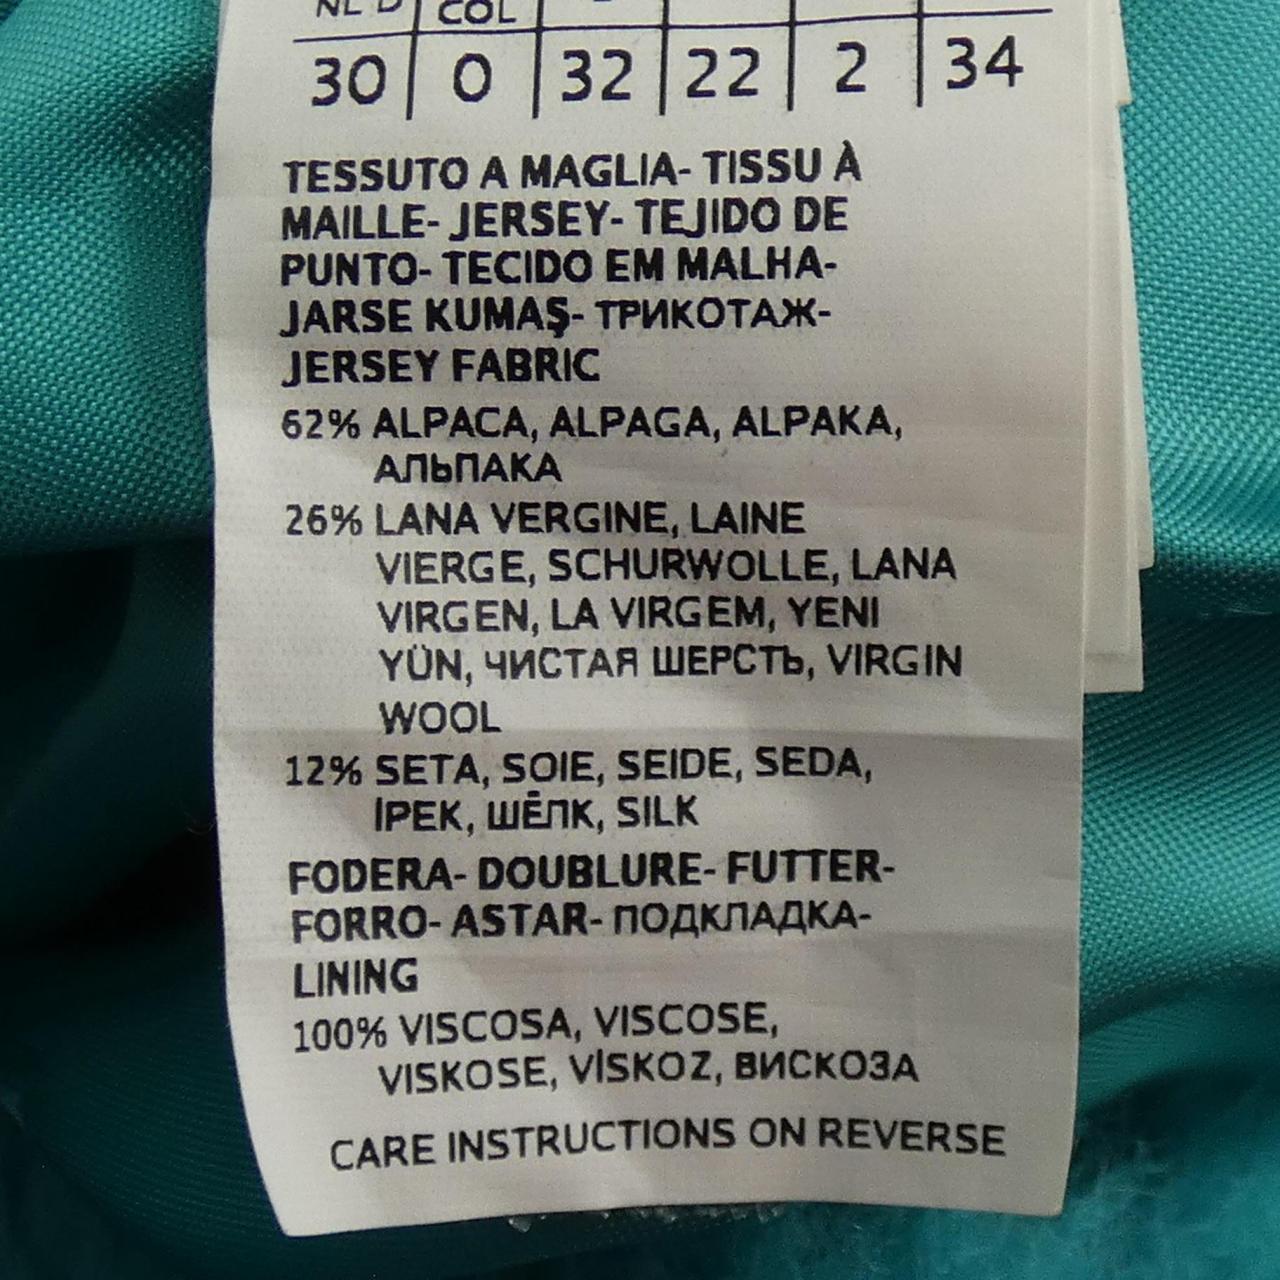 NL D COL
30 0 32 22 2 34
TESSUTO A MAGLIA- TISSU À
MAILLE- JERSEY- TEJIDO DE
PUNTO- TECIDO EM MALHA-
JARSE KUMAŞ- ТРИКОТАЖ-
JERSEY FABRIC
62% ALPACA, ALPAGA, ALPAKA,
АЛЬПАКА
26% LANA VERGINE, LAINE
VIERGE, SCHURWOLLE, LANA
VIRGEN, LA VIRGEM, YENI
YÜN, ЧИСТАЯ ШЕРСТЬ, VIRGIN
WOOL
12% SETA, SOIE, SEIDE, SEDA,
İPEK, ШЁЛК, SILK
FODERA- DOUBLURE- FUTTER-
FORRO- ASTAR- ПОДКЛАДКА-
LINING
100% VISCOSA, VISCOSE,
VISKOSE, VİSKOZ, ВИСКОЗА
CARE INSTRUCTIONS ON REVERSE